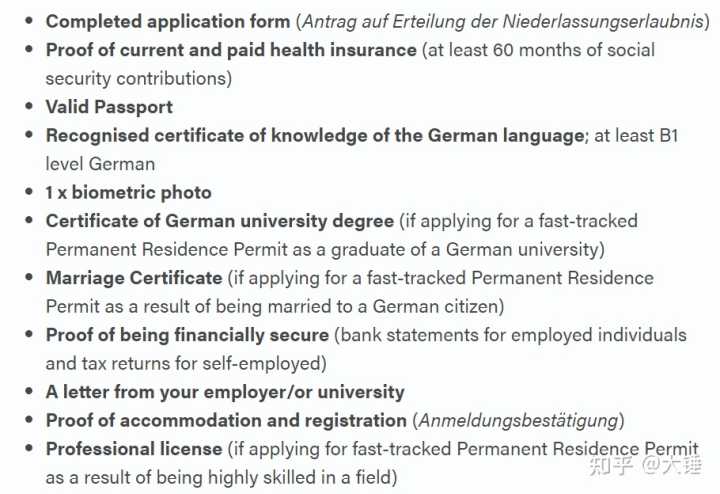 • Completed application form (Antrag auf Erteilung der Niederlassungserlaubnis)
• Proof of current and paid health insurance (at least 60 months of social
security contributions)
• Valid Passport
• Recognised certificate of knowledge of the German language; at least B1
level German
• 1 x biometric photo
• Certificate of German university degree (if applying for a fast-tracked
Permanent Residence Permit as a graduate of a German university)
• Marriage Certificate (if applying for a fast-tracked Permanent Residence
Permit as a result of being married to a German citizen)
• Proof of being financially secure (bank statements for employed individuals
and tax returns for self-employed)
• A letter from your employer/or university
• Proof of accommodation and registration (Anmeldungsbestätigung)
• Professional license (if applying for fast-tracked Permanent Residence Permit
as a result of being highly skilled in a field)
知乎 @大锤